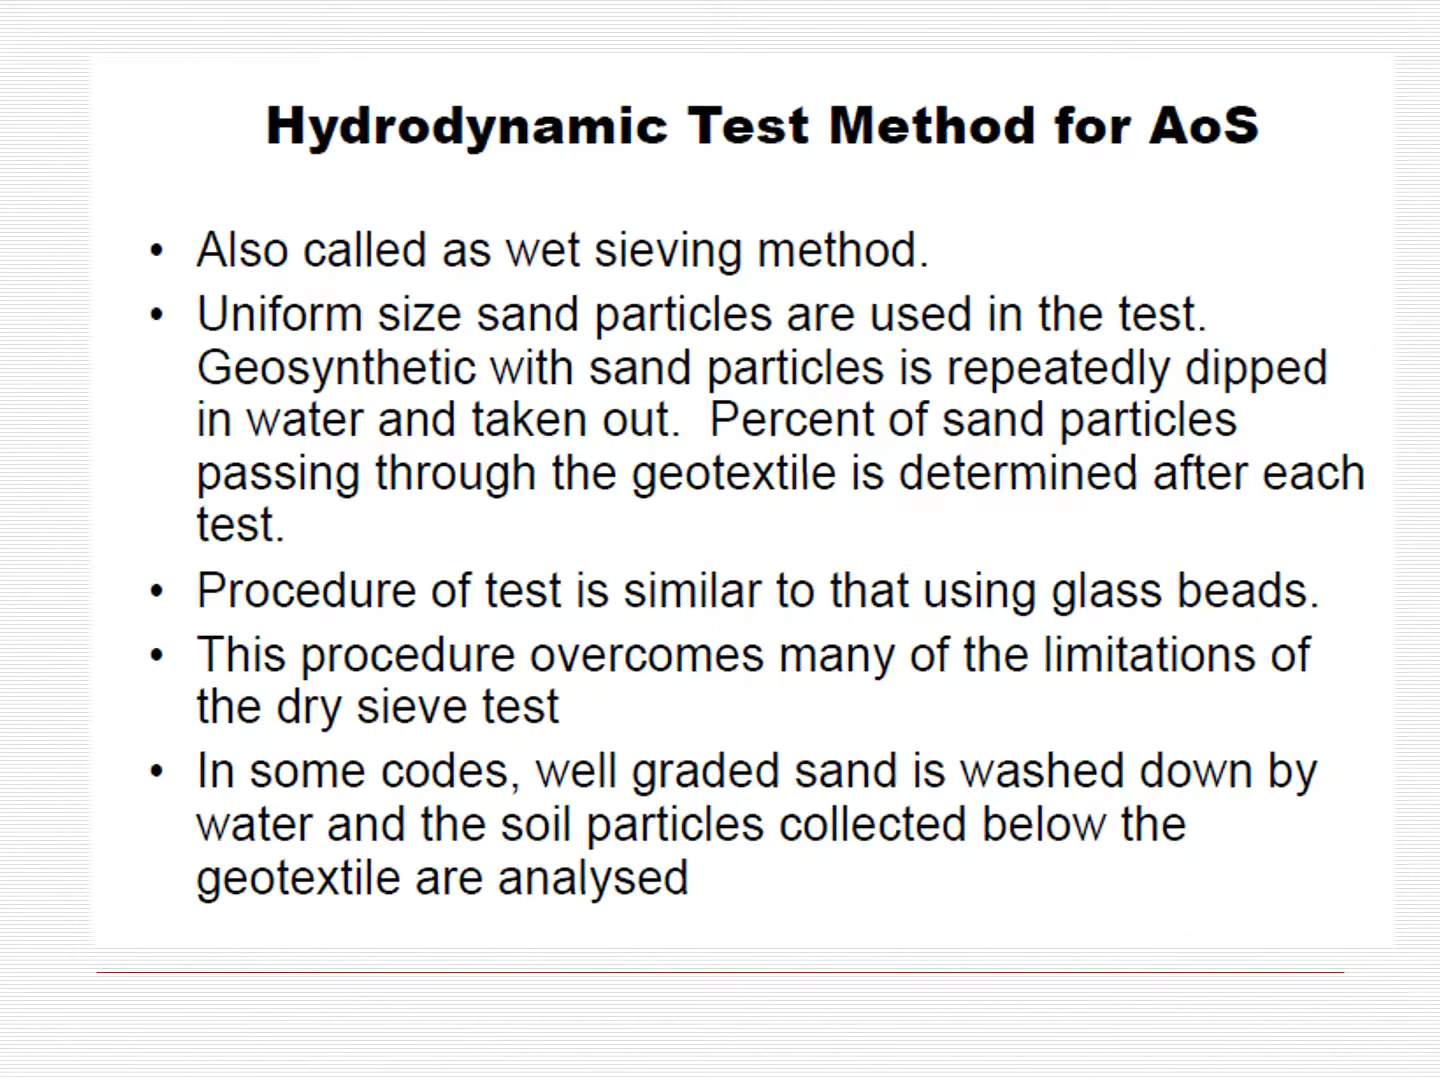 Hydrodynamic Test Method for AoS
• Also called as wet sieving method.
• Uniform size sand particles are used in the test.
Geosynthetic with sand particles is repeatedly dipped
in water and taken out.  Percent of sand particles
passing through the geotextile is determined after each
test.
• Procedure of test is similar to that using glass beads.
• This procedure overcomes many of the limitations of
the dry sieve test
• In some codes, well graded sand is washed down by
water and the soil particles collected below the
geotextile are analysed